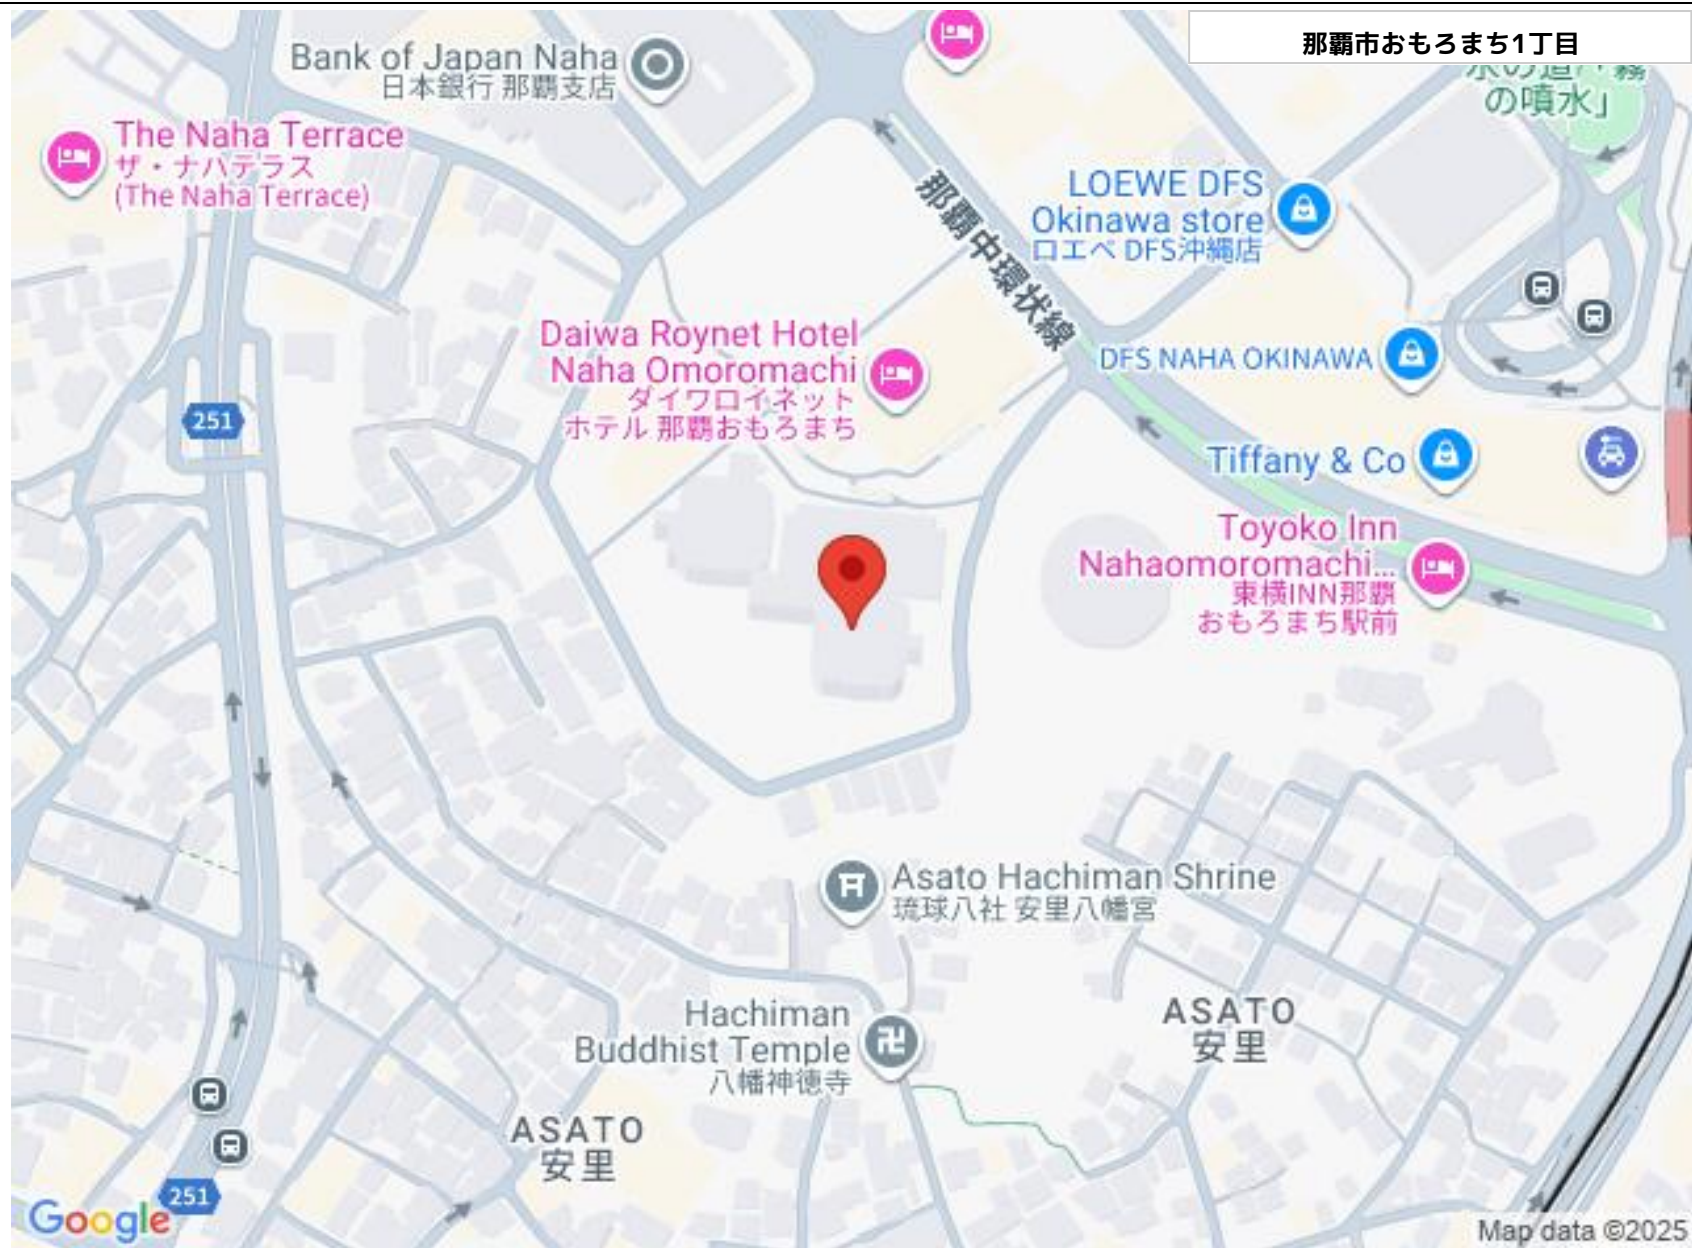 那覇市おもろまち1丁目
の噴水」
Bank of Japan Naha
日本銀行 那覇支店
The Naha Terrace
ザ・ナハテラス
(The Naha Terrace)
那覇中環状線
LOEWE DFS
Okinawa store
ロエベ DFS沖縄店
Daiwa Roynet Hotel
Naha Omoromachi
ダイワロイネット
ホテル 那覇おもろまち
DFS NAHA OKINAWA
251
Tiffany & Co
Toyoko Inn
Nahaomoromachi...
東横INN那覇
おもろまち駅前
Asato Hachiman Shrine
琉球八社 安里八幡宮
Hachiman
Buddhist Temple
八幡神徳寺
ASATO
安里
ASATO
安里
251
Google
Map data ©2025